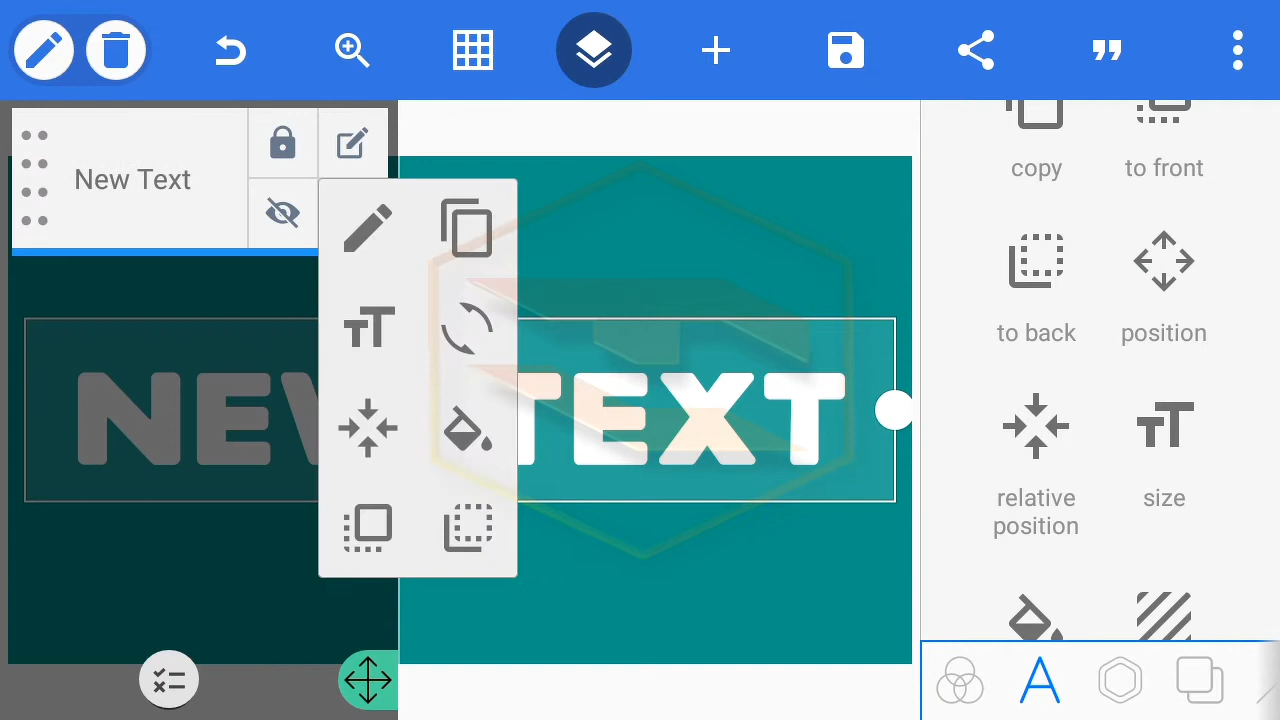 New Text
NEW TEXT
copy
to front
to back
position
relative
position
size